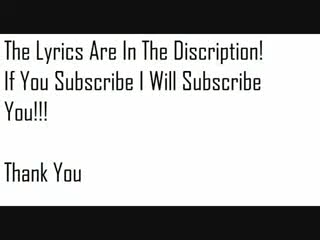 The Lyrics Are In The Discription!
If You Subscribe I Will Subscribe
You!!!
Thank You